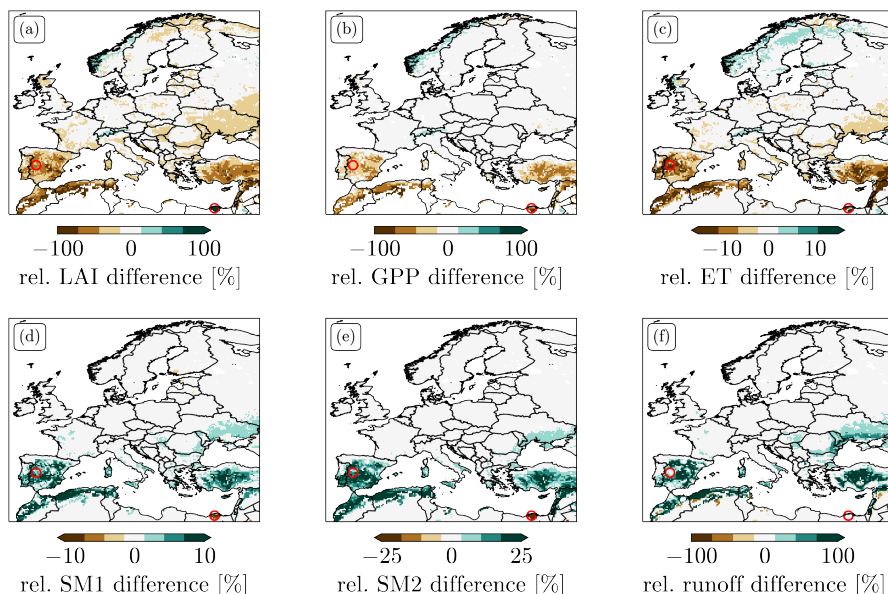 (a) (b) (c)
−100 0 100 −100 0 100 −10 0 10
rel. LAI difference [%] rel. GPP difference [%] rel. ET difference [%]
(d) (e) (f)
−10 0 10 −25 0 25 −100 0 100
rel. SM1 difference [%] rel. SM2 difference [%] rel. runoff difference [%]